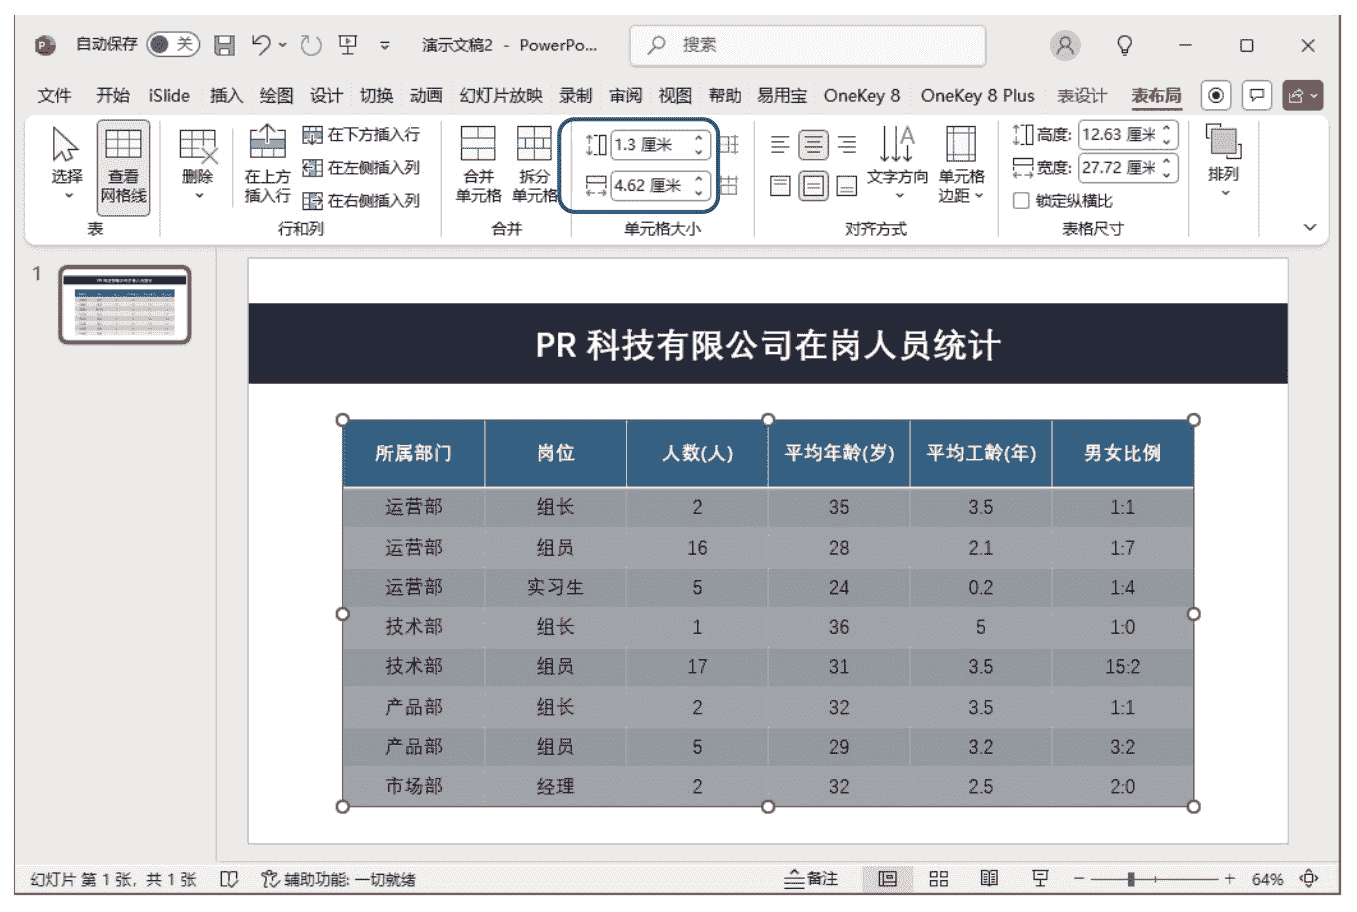 自动保存 关 演示文稿2 - PowerPo... 搜索
文件 开始 iSlide 插入 绘图 设计 切换 动画 幻灯片放映 录制 审阅 视图 帮助 易用宝 OneKey 8 OneKey 8 Plus 表设计 表布局
选择
查看
网格线
表
删除
在上方
插入行
在下方插入行
在左侧插入列
在右侧插入列
行和列
合并
单元格
拆分
单元格
合并
1.3 厘米
4.62 厘米
单元格大小
文字方向
单元格
边距
对齐方式
高度: 12.63 厘米
宽度: 27.72 厘米
锁定纵横比
表格尺寸
排列
1
PR 科技有限公司在岗人员统计
所属部门 岗位 人数(人) 平均年龄(岁) 平均工龄(年) 男女比例
运营部 组长 2 35 3.5 1:1
运营部 组员 16 28 2.1 1:7
运营部 实习生 5 24 0.2 1:4
技术部 组长 1 36 5 1:0
技术部 组员 17 31 3.5 15:2
产品部 组长 2 32 3.5 1:1
产品部 组员 5 29 3.2 3:2
市场部 经理 2 32 2.5 2:0
幻灯片 第 1 张，共 1 张 辅助功能: 一切就绪 备注 64%